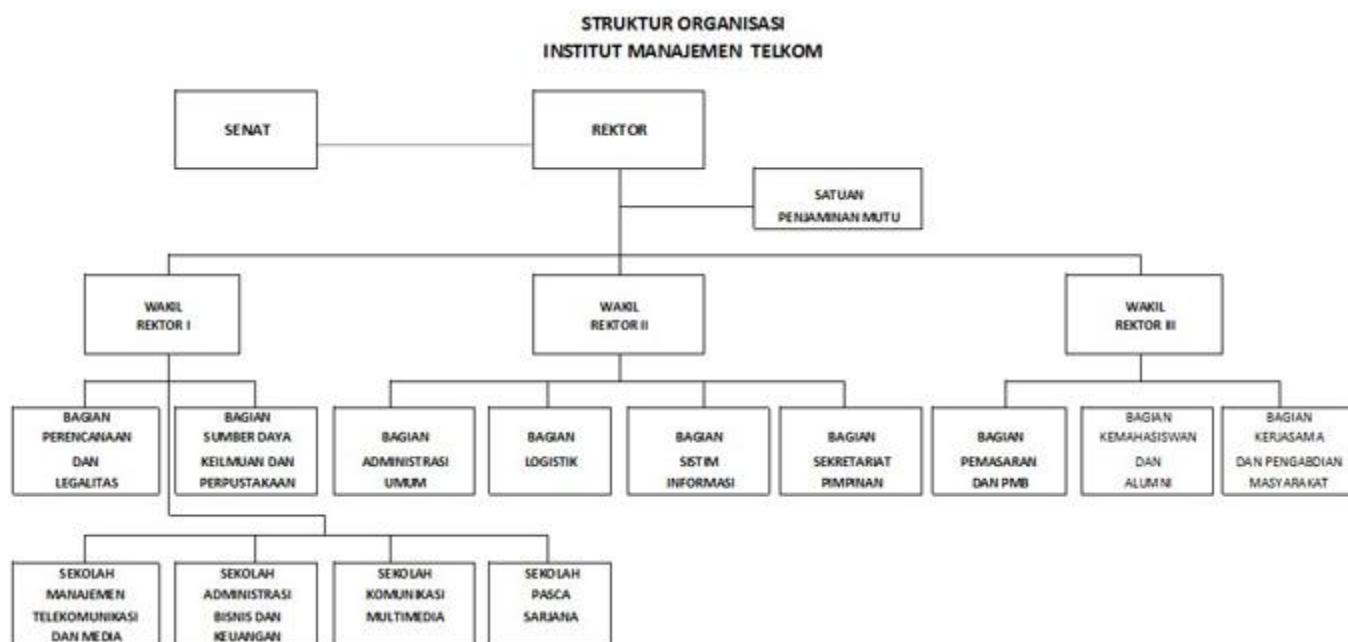 STRUKTUR ORGANISASI
INSTITUT MANAJEMEN TELKOM
SENAT
REKTOR
SATUAN
PENJAMINAN MUTU
WAKIL
REKTOR I
WAKIL
REKTOR II
WAKIL
REKTOR III
BAGIAN
PERENCANAAN
DAN
LEGALITAS
BAGIAN
SUMBER DAYA
KEILMUAN DAN
PERPUSTAKAAN
BAGIAN
ADMINISTRASI
UMUM
BAGIAN
LOGISTIK
BAGIAN
SISTIM
INFORMASI
BAGIAN
SEKRETARIAT
PIMPINAN
BAGIAN
PEMASARAN
DAN PMB
BAGIAN
KEMAHASISWAN
DAN
ALUMNI
BAGIAN
KERJASAMA
DAN PENGABDIAN
MASYARAKAT
SEKOLAH
MANAJEMEN
TELEKOMUNIKASI
DAN MEDIA
SEKOLAH
ADMINISTRASI
BISNIS DAN
KEUANGAN
SEKOLAH
KOMUNIKASI
MULTIMEDIA
SEKOLAH
PASCA
SARJANA